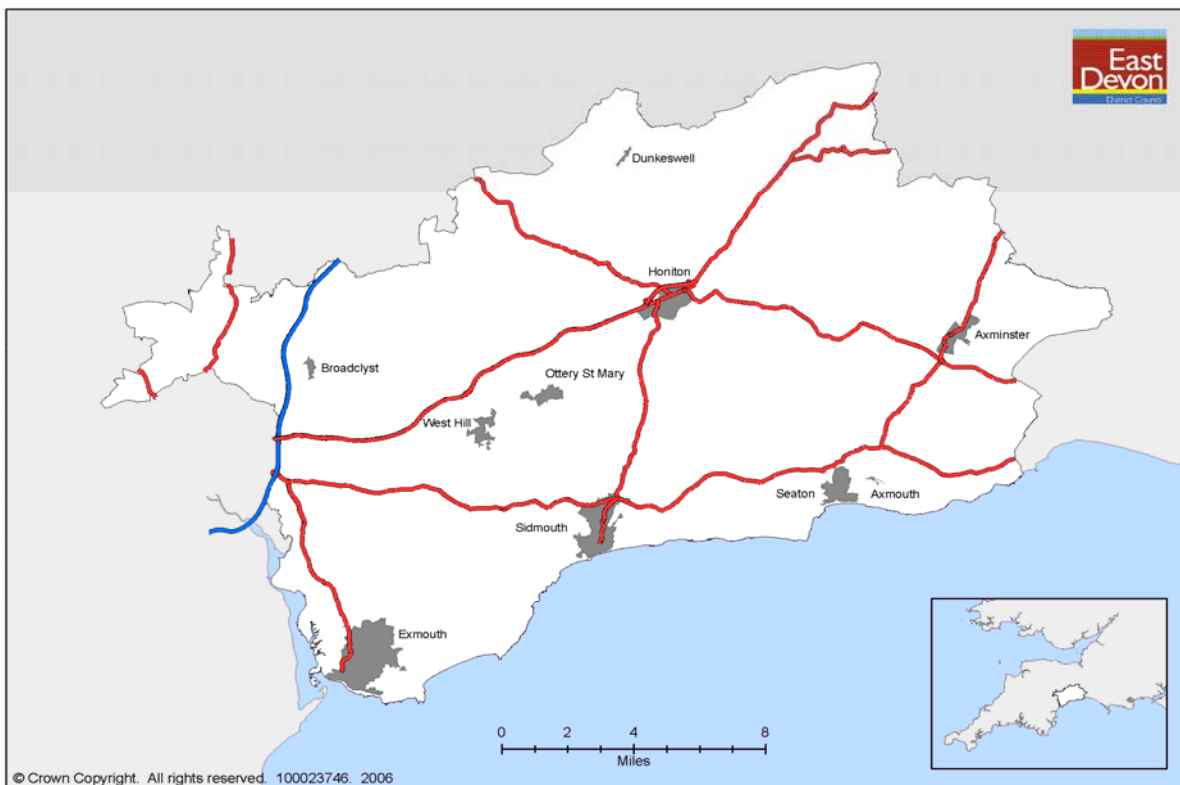 East
Devon
District Council
Dunkeswell
Honiton
Axminster
Broadclyst
Ottery St Mary
West Hill
Seaton
Axmouth
Sidmouth
Exmouth
0 2 4 6 8
Miles
© Crown Copyright. All rights reserved. 100023746. 2006